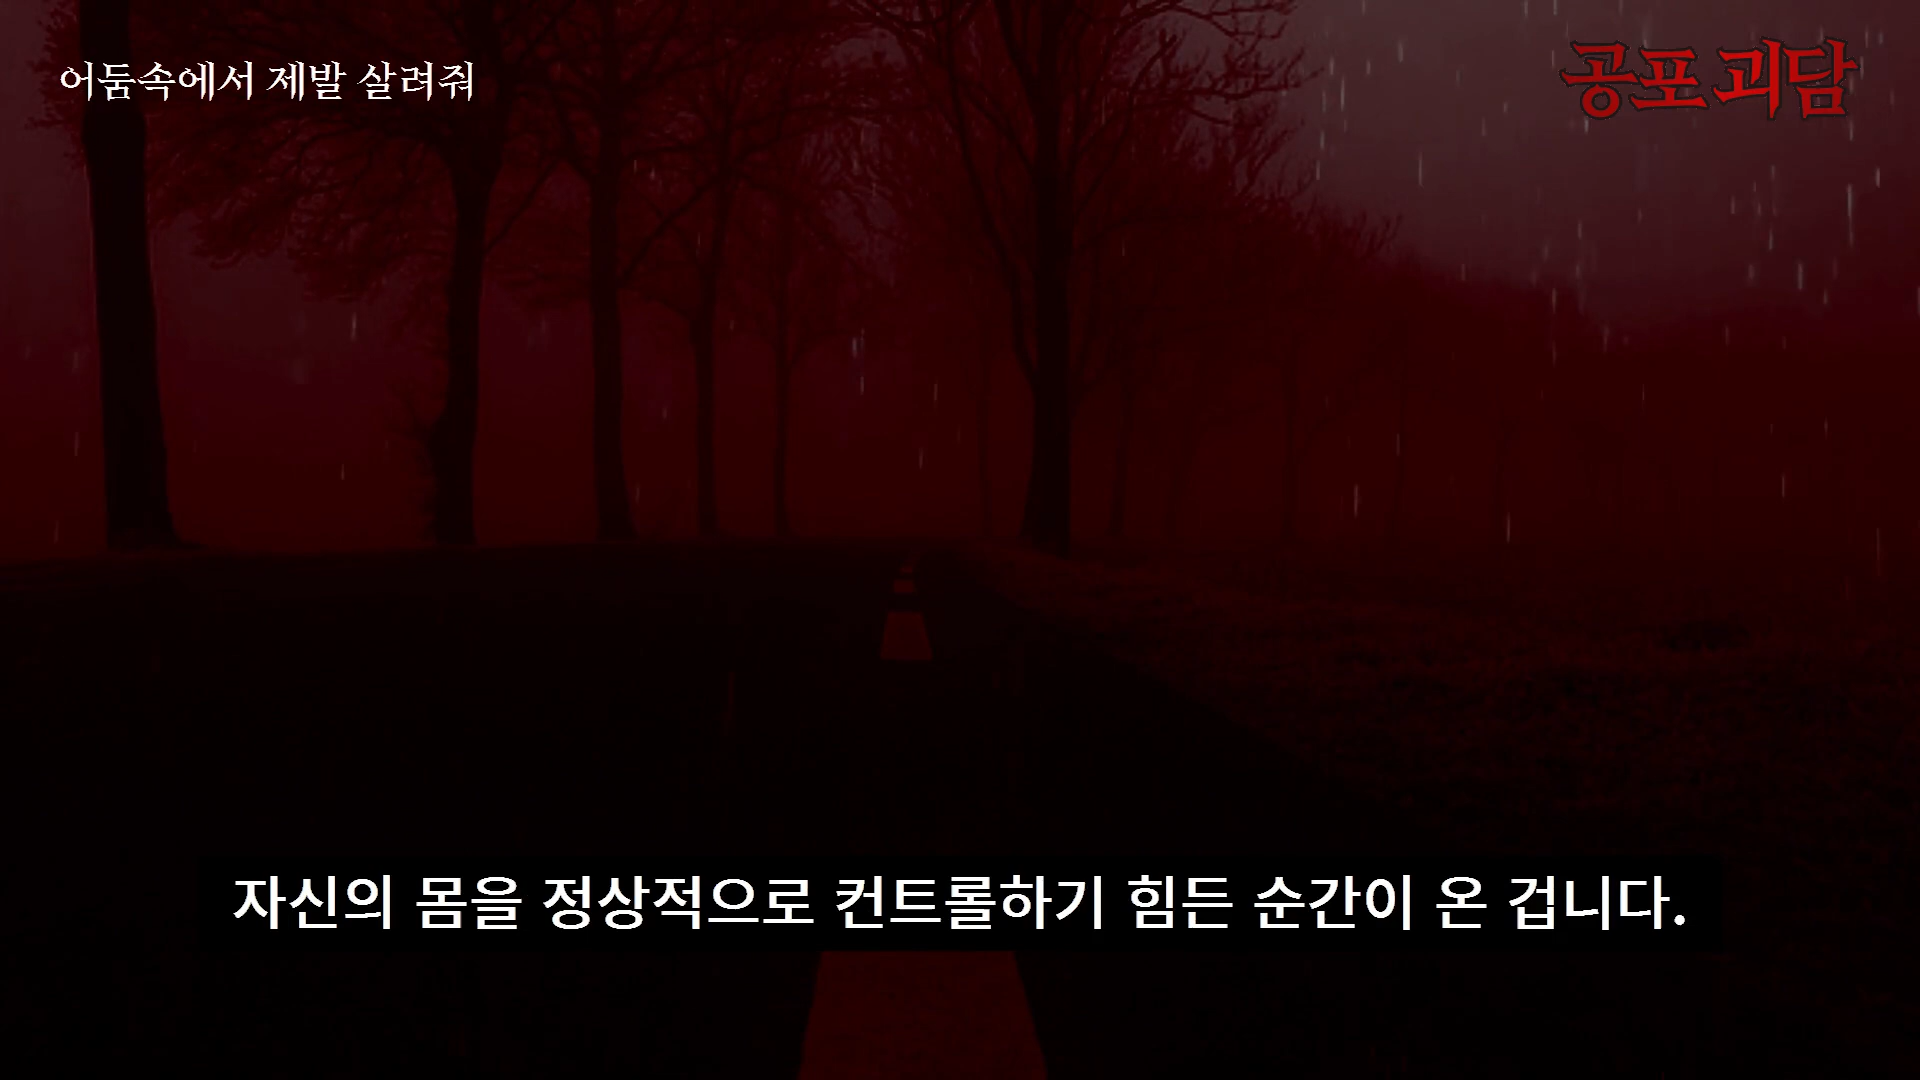 어둠속에서 제발 살려줘
공포 괴담
자신의 몸을 정상적으로 컨트롤하기 힘든 순간이 온 겁니다.